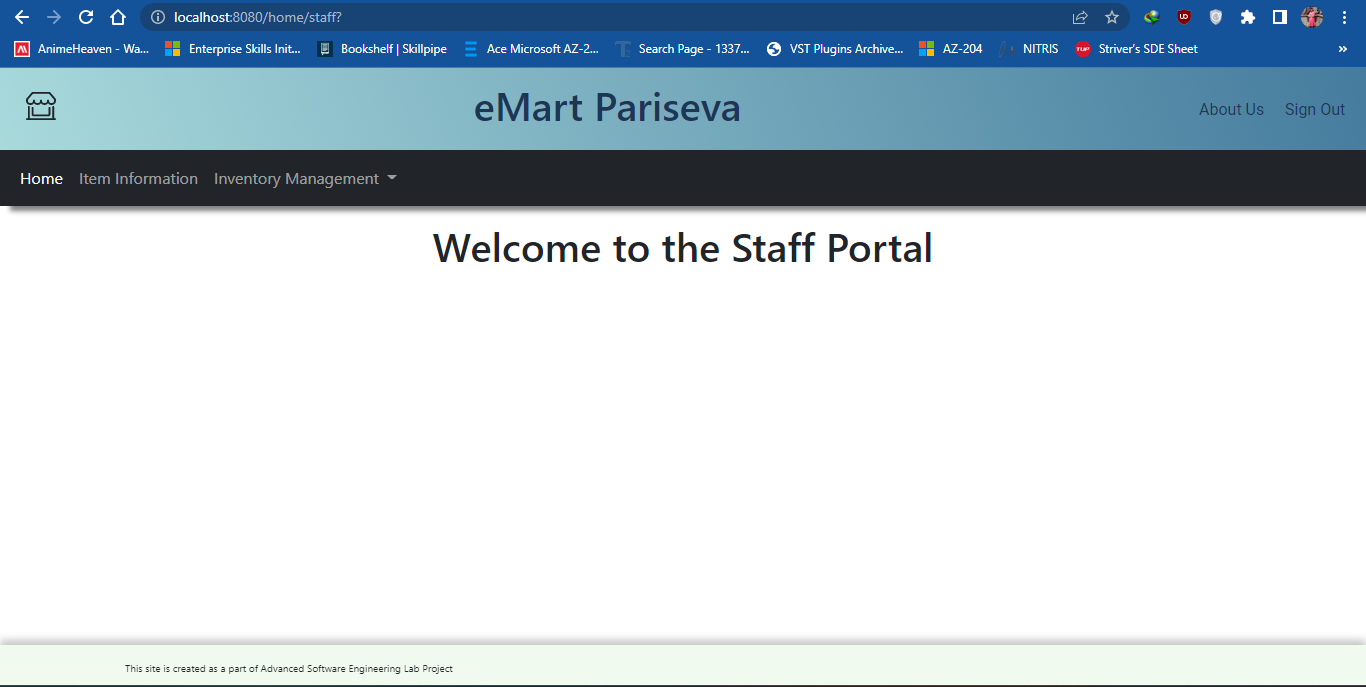 localhost:8080/home/staff?
AnimeHeaven - Wa... Enterprise Skills Init... Bookshelf | Skillpipe Ace Microsoft AZ-2... Search Page - 1337... VST Plugins Archive... AZ-204 NITRIS TUF Striver's SDE Sheet »
eMart Pariseva About Us Sign Out
Home Item Information Inventory Management
Welcome to the Staff Portal
This site is created as a part of Advanced Software Engineering Lab Project